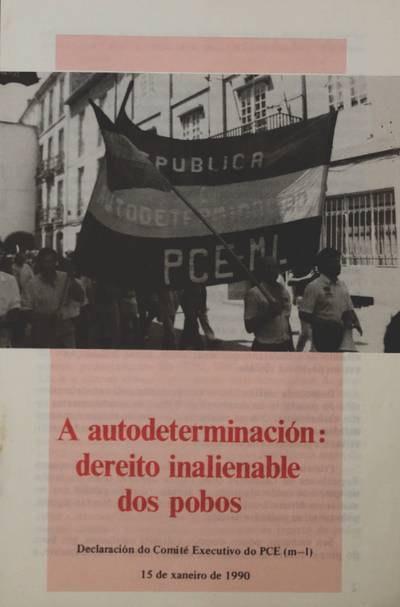 PUBLICA
AUTODETERMINACION
PCE-ML
A autodeterminación:
dereito inalienable
dos pobos
Declaración do Comité Executivo do PCE (m—l)
15 de xaneiro de 1990